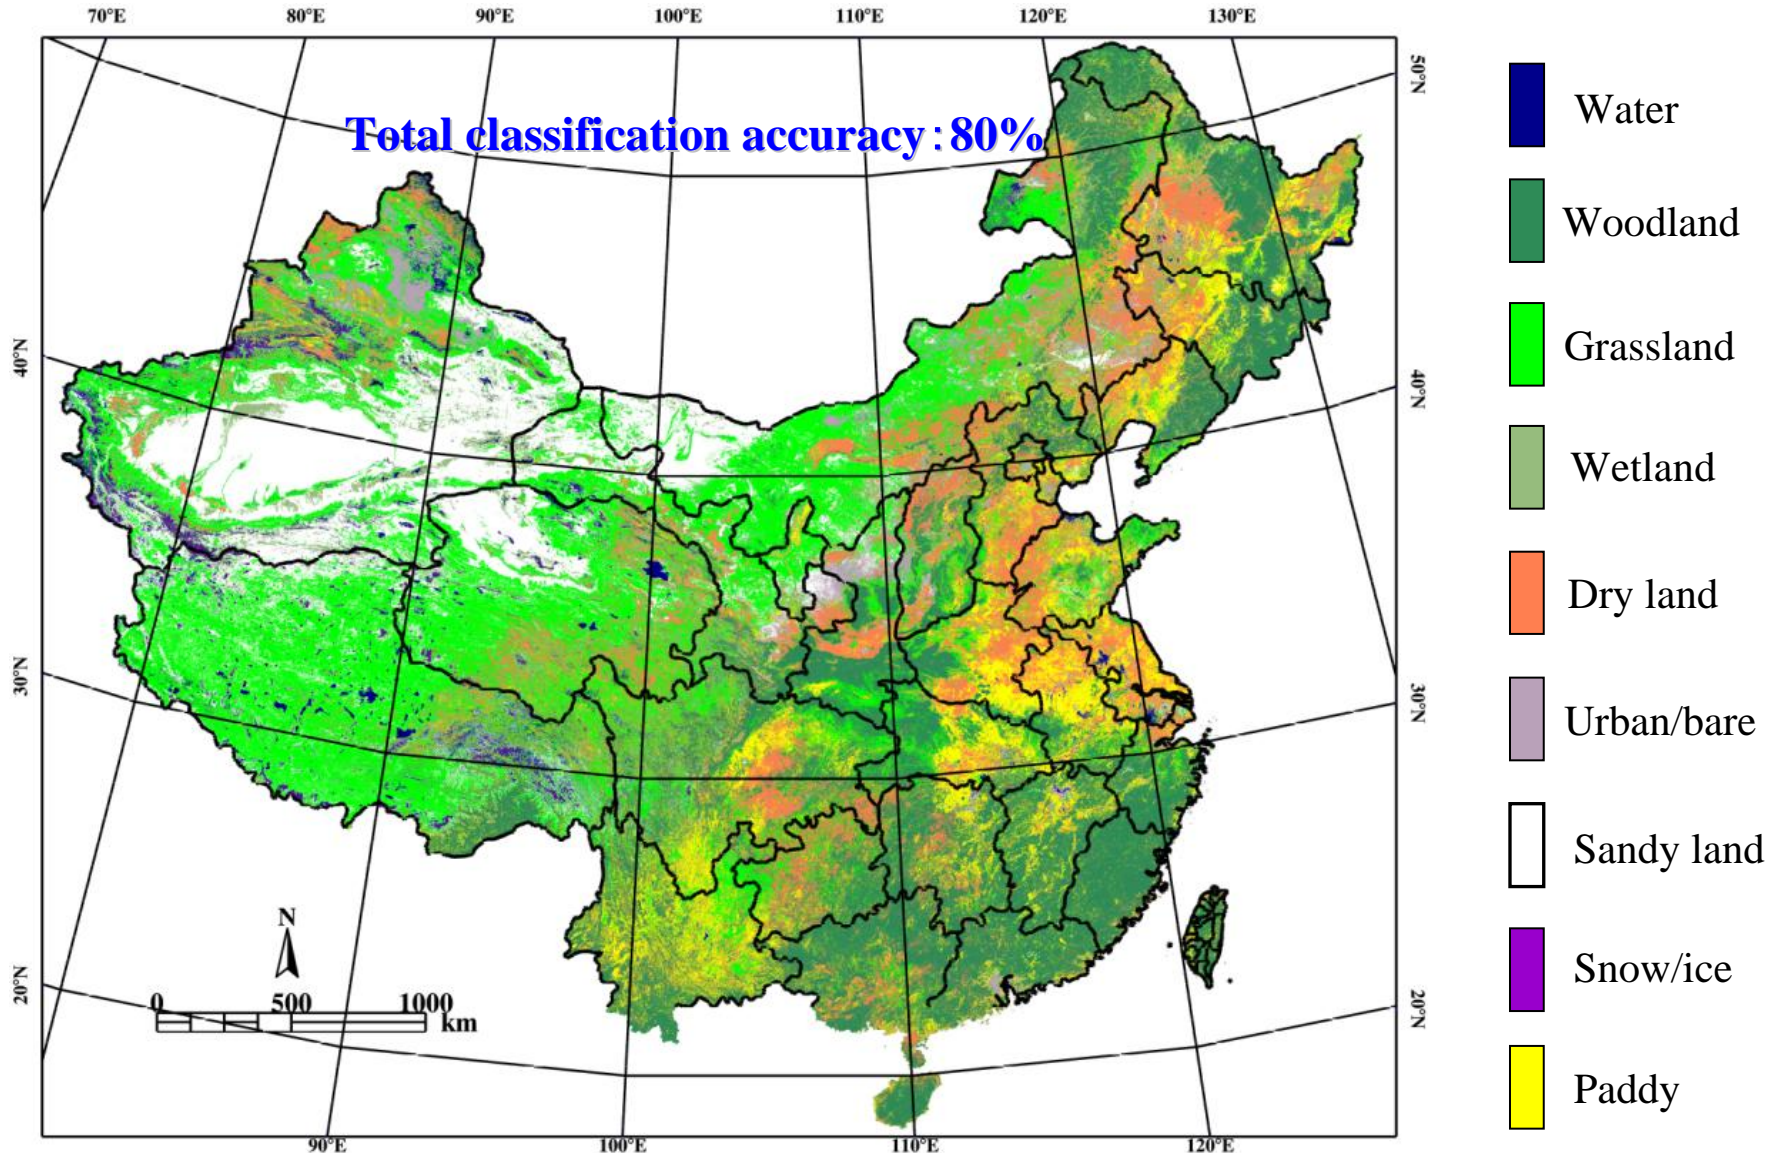 70°E 80°E 90°E 100°E 110°E 120°E 130°E
50°N
Total classification accuracy:80%
40°N
40°N
30°N
30°N
20°N
20°N
N
0 500 1000
km
90°E 100°E 110°E 120°E
Water
Woodland
Grassland
Wetland
Dry land
Urban/bare
Sandy land
Snow/ice
Paddy